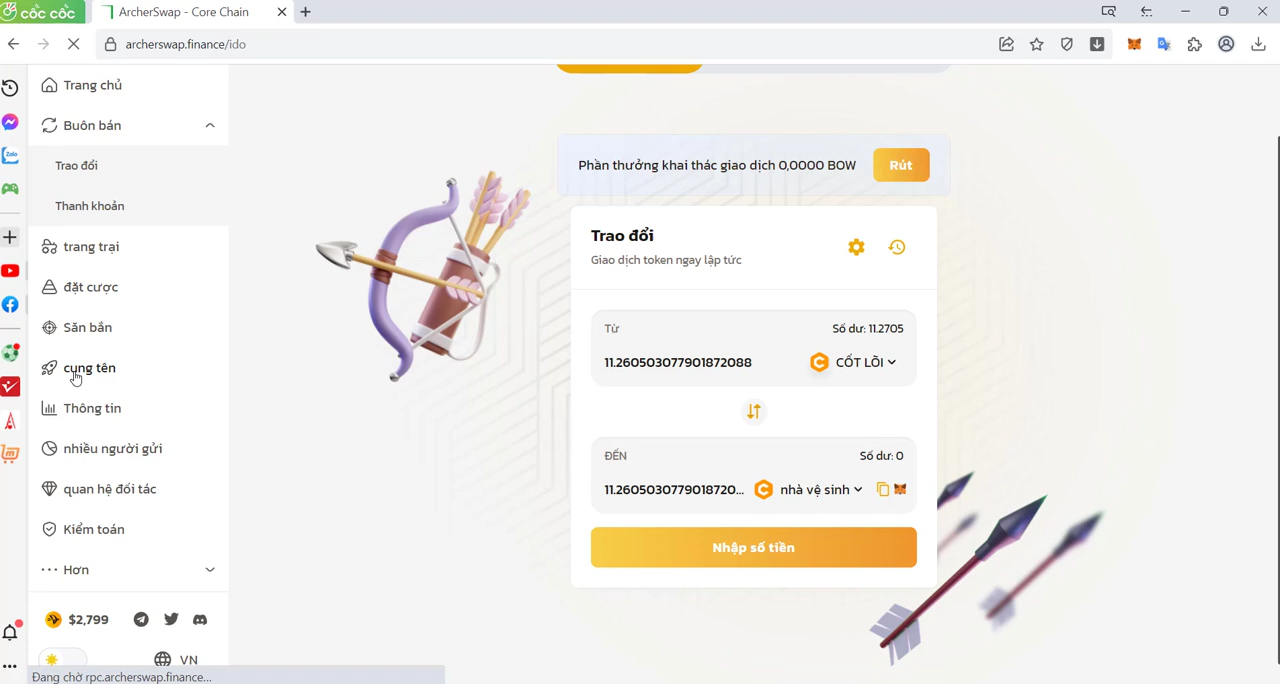 cốc cốc
ArcherSwap - Core Chain
archerswap.finance/ido
Trang chủ
Buôn bán
Trao đổi
Thanh khoản
trang trại
đặt cược
Săn bắn
cung tên
Thông tin
nhiều người gửi
quan hệ đối tác
Kiểm toán
Hơn
$2,799
VN
Đang chờ rpc.archerswap.finance...
Zalo
Phần thưởng khai thác giao dịch 0,0000 BOW
Rút
Trao đổi
Giao dịch token ngay lập tức
Từ
Số dư: 11.2705
11.260503077901872088
CỐT LÕI
ĐẾN
Số dư: 0
11.2605030779018720...
nhà vệ sinh
Nhập số tiền